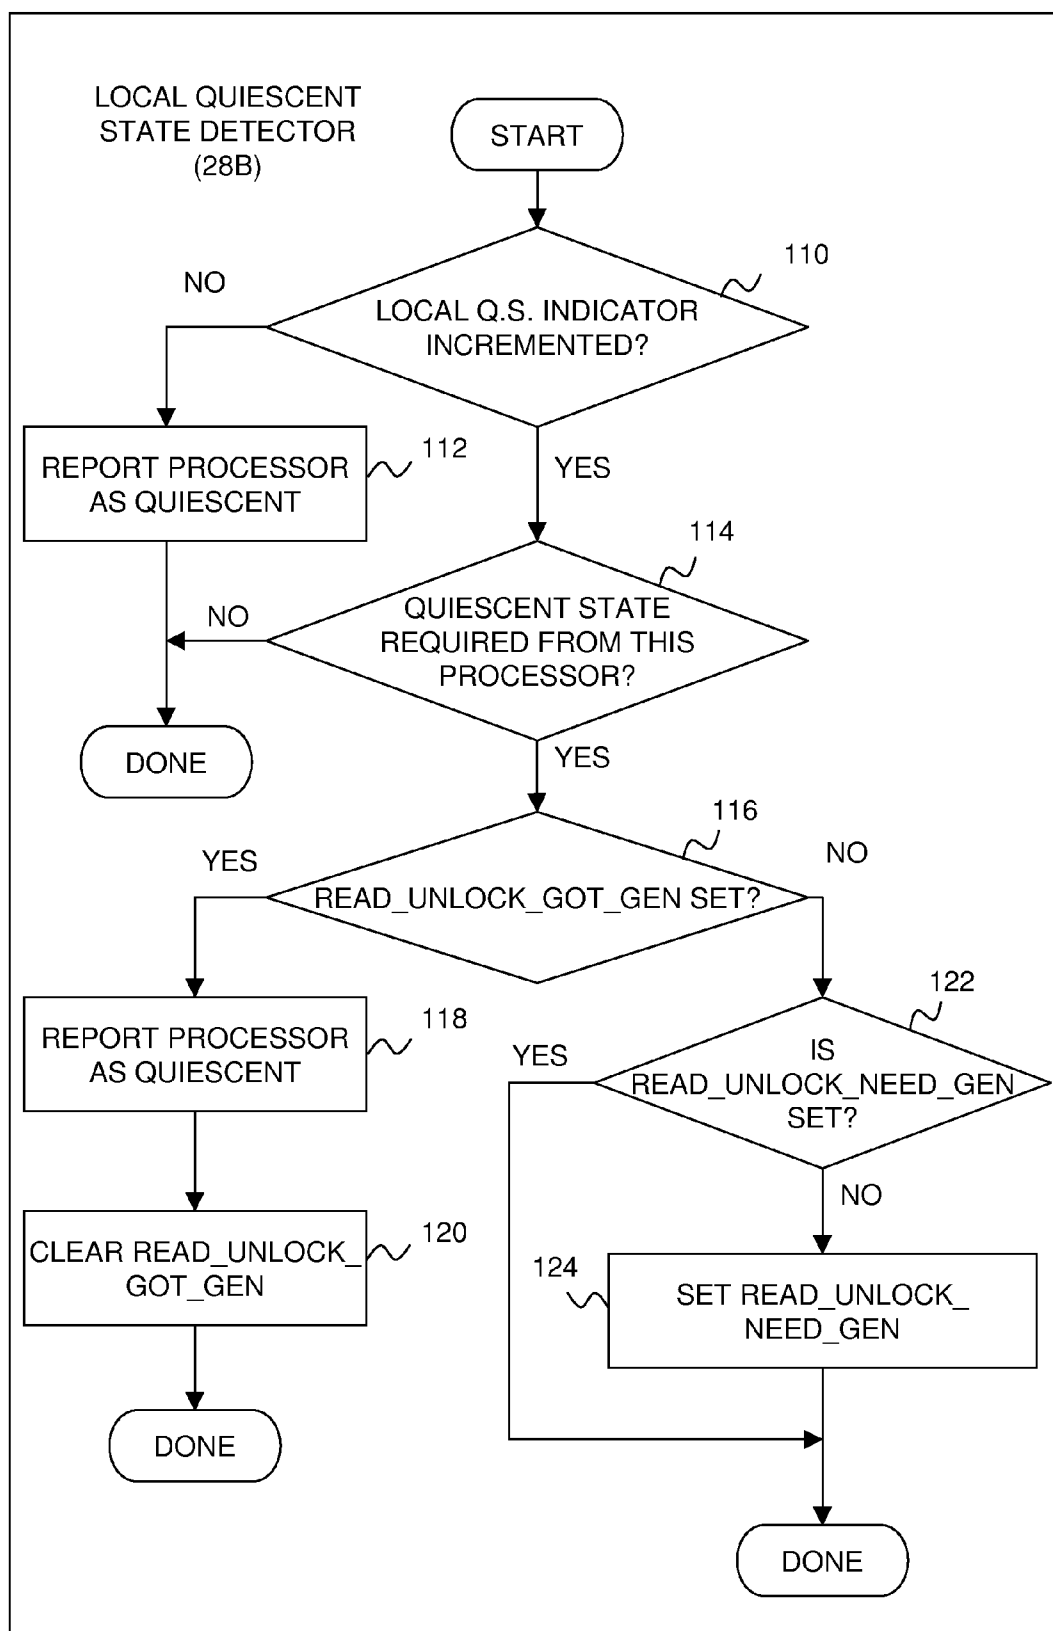 LOCAL QUIESCENT
STATE DETECTOR
(28B)
START
110
NO
LOCAL Q.S. INDICATOR
INCREMENTED?
112
REPORT PROCESSOR
AS QUIESCENT
YES
114
NO
QUIESCENT STATE
REQUIRED FROM THIS
PROCESSOR?
DONE
YES
116
YES
NO
READ_UNLOCK_GOT_GEN SET?
122
118
REPORT PROCESSOR
AS QUIESCENT
YES
IS
READ_UNLOCK_NEED_GEN
SET?
NO
120
CLEAR READ_UNLOCK_
GOT_GEN
124
SET READ_UNLOCK_
NEED_GEN
DONE
DONE